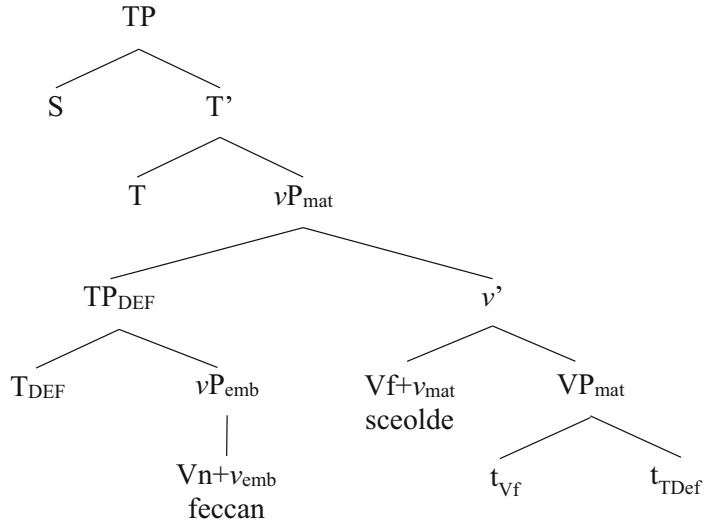 TP
S T’
T vPmat
TPDEF v’
TDEF vPemb Vf+vmat VPmat
sceolde
Vn+vemb tVf tTDef
feccan